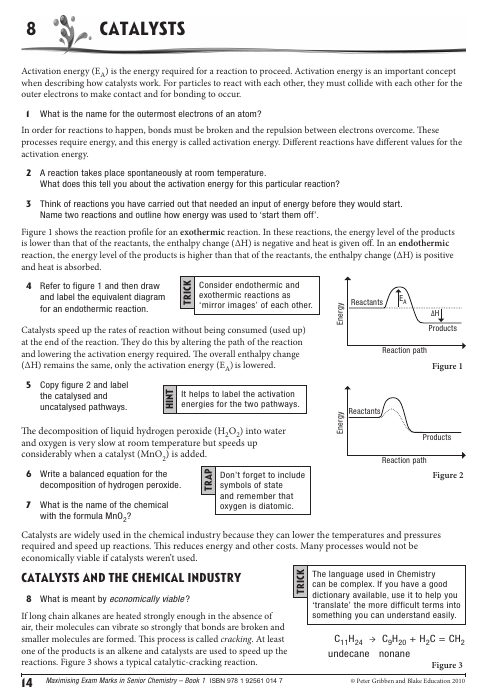 8 CATALYSTS
Activation energy (E_A) is the energy required for a reaction to proceed. Activation energy is an important concept
when describing how catalysts work. For particles to react with each other, they must collide with each other for the
outer electrons to make contact and for bonding to occur.
1 What is the name for the outermost electrons of an atom?
In order for reactions to happen, bonds must be broken and the repulsion between electrons overcome. These
processes require energy, and this energy is called activation energy. Different reactions have different values for the
activation energy.
2 A reaction takes place spontaneously at room temperature.
What does this tell you about the activation energy for this particular reaction?
3 Think of reactions you have carried out that needed an input of energy before they would start.
Name two reactions and outline how energy was used to 'start them off'.
Figure 1 shows the reaction profile for an exothermic reaction. In these reactions, the energy level of the products
is lower than that of the reactants, the enthalpy change (ΔH) is negative and heat is given off. In an endothermic
reaction, the energy level of the products is higher than that of the reactants, the enthalpy change (ΔH) is positive
and heat is absorbed.
4 Refer to figure 1 and then draw
and label the equivalent diagram
for an endothermic reaction.
TRICK
Consider endothermic and
exothermic reactions as
'mirror images' of each other.
Energy
Reactants
E_A
ΔH
Products
Reaction path
Figure 1
Catalysts speed up the rates of reaction without being consumed (used up)
at the end of the reaction. They do this by altering the path of the reaction
and lowering the activation energy required. The overall enthalpy change
(ΔH) remains the same, only the activation energy (E_A) is lowered.
5 Copy figure 2 and label
the catalysed and
uncatalysed pathways.
HINT
It helps to label the activation
energies for the two pathways.
Energy
Reactants
Products
Reaction path
Figure 2
The decomposition of liquid hydrogen peroxide (H₂O₂) into water
and oxygen is very slow at room temperature but speeds up
considerably when a catalyst (MnO₂) is added.
6 Write a balanced equation for the
decomposition of hydrogen peroxide.
7 What is the name of the chemical
with the formula MnO₂?
TRAP
Don't forget to include
symbols of state
and remember that
oxygen is diatomic.
Catalysts are widely used in the chemical industry because they can lower the temperatures and pressures
required and speed up reactions. This reduces energy and other costs. Many processes would not be
economically viable if catalysts weren't used.
CATALYSTS AND THE CHEMICAL INDUSTRY
8 What is meant by economically viable?
If long chain alkanes are heated strongly enough in the absence of
air, their molecules can vibrate so strongly that bonds are broken and
smaller molecules are formed. This process is called cracking. At least
one of the products is an alkene and catalysts are used to speed up the
reactions. Figure 3 shows a typical catalytic-cracking reaction.
TRICK
The language used in Chemistry
can be complex. If you have a good
dictionary available, use it to help you
'translate' the more difficult terms into
something you can understand easily.
C₁₁H₂₄ → C₉H₂₀ + H₂C = CH₂
undecane nonane
Figure 3
14 Maximising Exam Marks in Senior Chemistry – Book 1 ISBN 978 1 92561 014 7
© Peter Gribben and Blake Education 2010